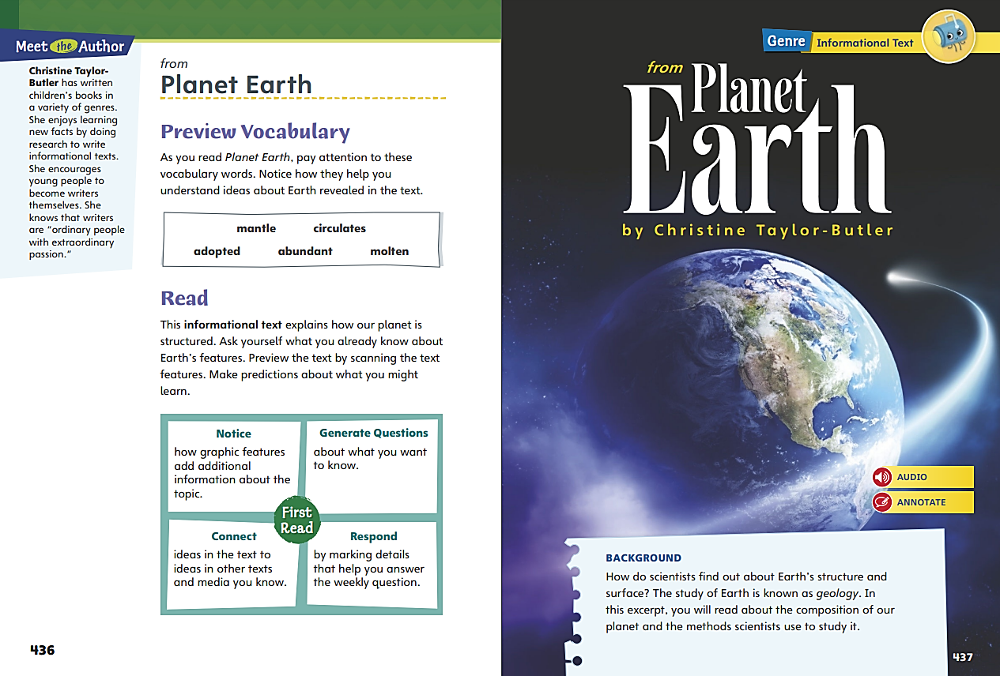 Meet the Author
Christine Taylor-
Butler has written
children's books in
a variety of genres.
She enjoys learning
new facts by doing
research to write
informational texts.
She encourages
young people to
become writers
themselves. She
knows that writers
are “ordinary people
with extraordinary
passion.”
from
Planet Earth
Preview Vocabulary
As you read Planet Earth, pay attention to these
vocabulary words. Notice how they help you
understand ideas about Earth revealed in the text.
mantle circulates
adopted abundant molten
Read
This informational text explains how our planet is
structured. Ask yourself what you already know about
Earth's features. Preview the text by scanning the text
features. Make predictions about what you might
learn.
Notice
how graphic features
add additional
information about the
topic.
Generate Questions
about what you want
to know.
First
Read
Connect
ideas in the text to
ideas in other texts
and media you know.
Respond
by marking details
that help you answer
the weekly question.
436
Genre Informational Text
from
Planet
Earth
by Christine Taylor-Butler
AUDIO
ANNOTATE
BACKGROUND
How do scientists find out about Earth's structure and
surface? The study of Earth is known as geology. In
this excerpt, you will read about the composition of our
planet and the methods scientists use to study it.
437